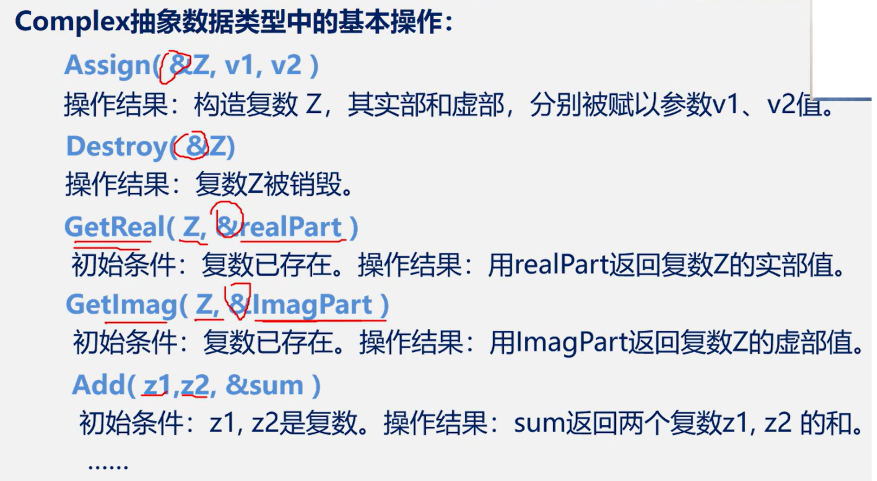 Complex抽象数据类型中的基本操作：
Assign( &Z, v1, v2 )
操作结果：构造复数 Z，其实部和虚部，分别被赋以参数v1、v2值。
Destroy( &Z)
操作结果：复数Z被销毁。
GetReal( Z, &realPart )
初始条件：复数已存在。操作结果：用realPart返回复数Z的实部值。
GetImag( Z, &ImagPart )
初始条件：复数已存在。操作结果：用ImagPart返回复数Z的虚部值。
Add( z1,z2, &sum )
初始条件：z1, z2是复数。操作结果：sum返回两个复数z1, z2 的和。
……